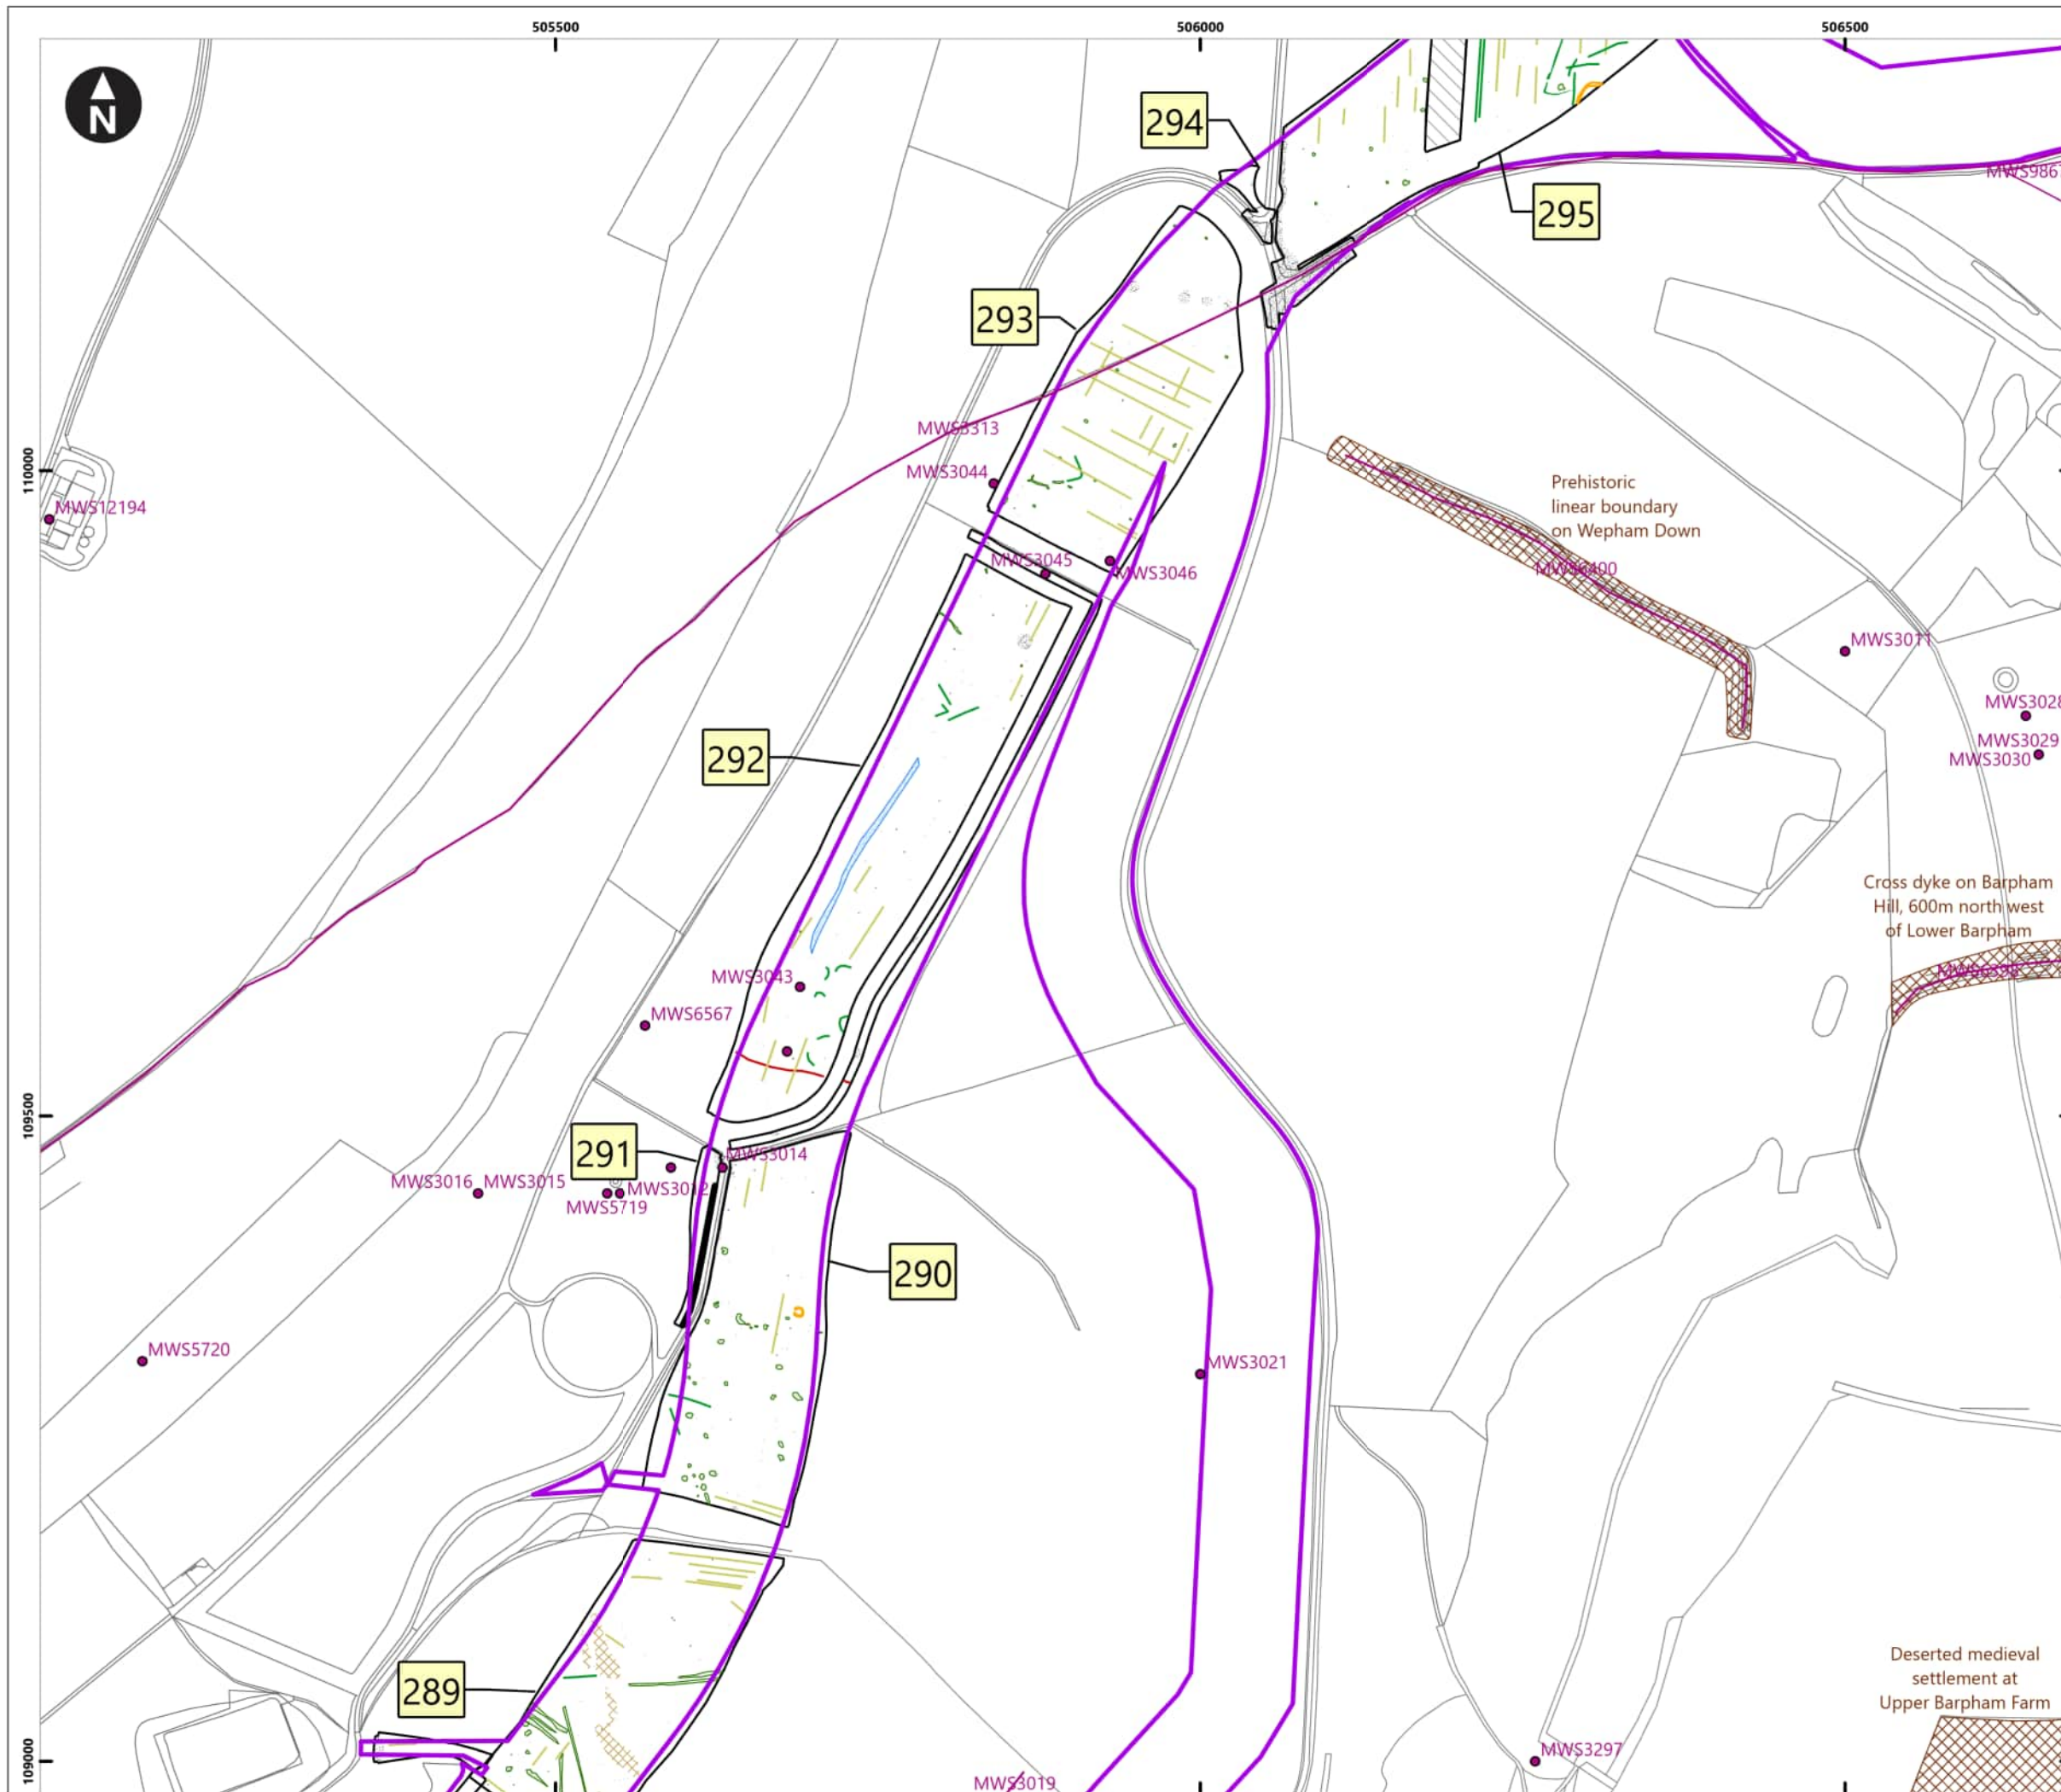 505500
506000
506500
N
294
295
MWS986
293
MWS3313
MWS3044
110000
MWS12194
Prehistoric
linear boundary
on Wepham Down
MWS3045
MWS3046
MWS6400
MWS3011
MWS3028
MWS3029
MWS3030
292
Cross dyke on Barpham
Hill, 600m north west
of Lower Barpham
MWS3043
MWS6567
109500
291
MWS3014
MWS3016
MWS3015
MWS3012
MWS5719
290
MWS5720
MWS3021
289
Deserted medieval
settlement at
Upper Barpham Farm
109000
MWS3297
MWS3019